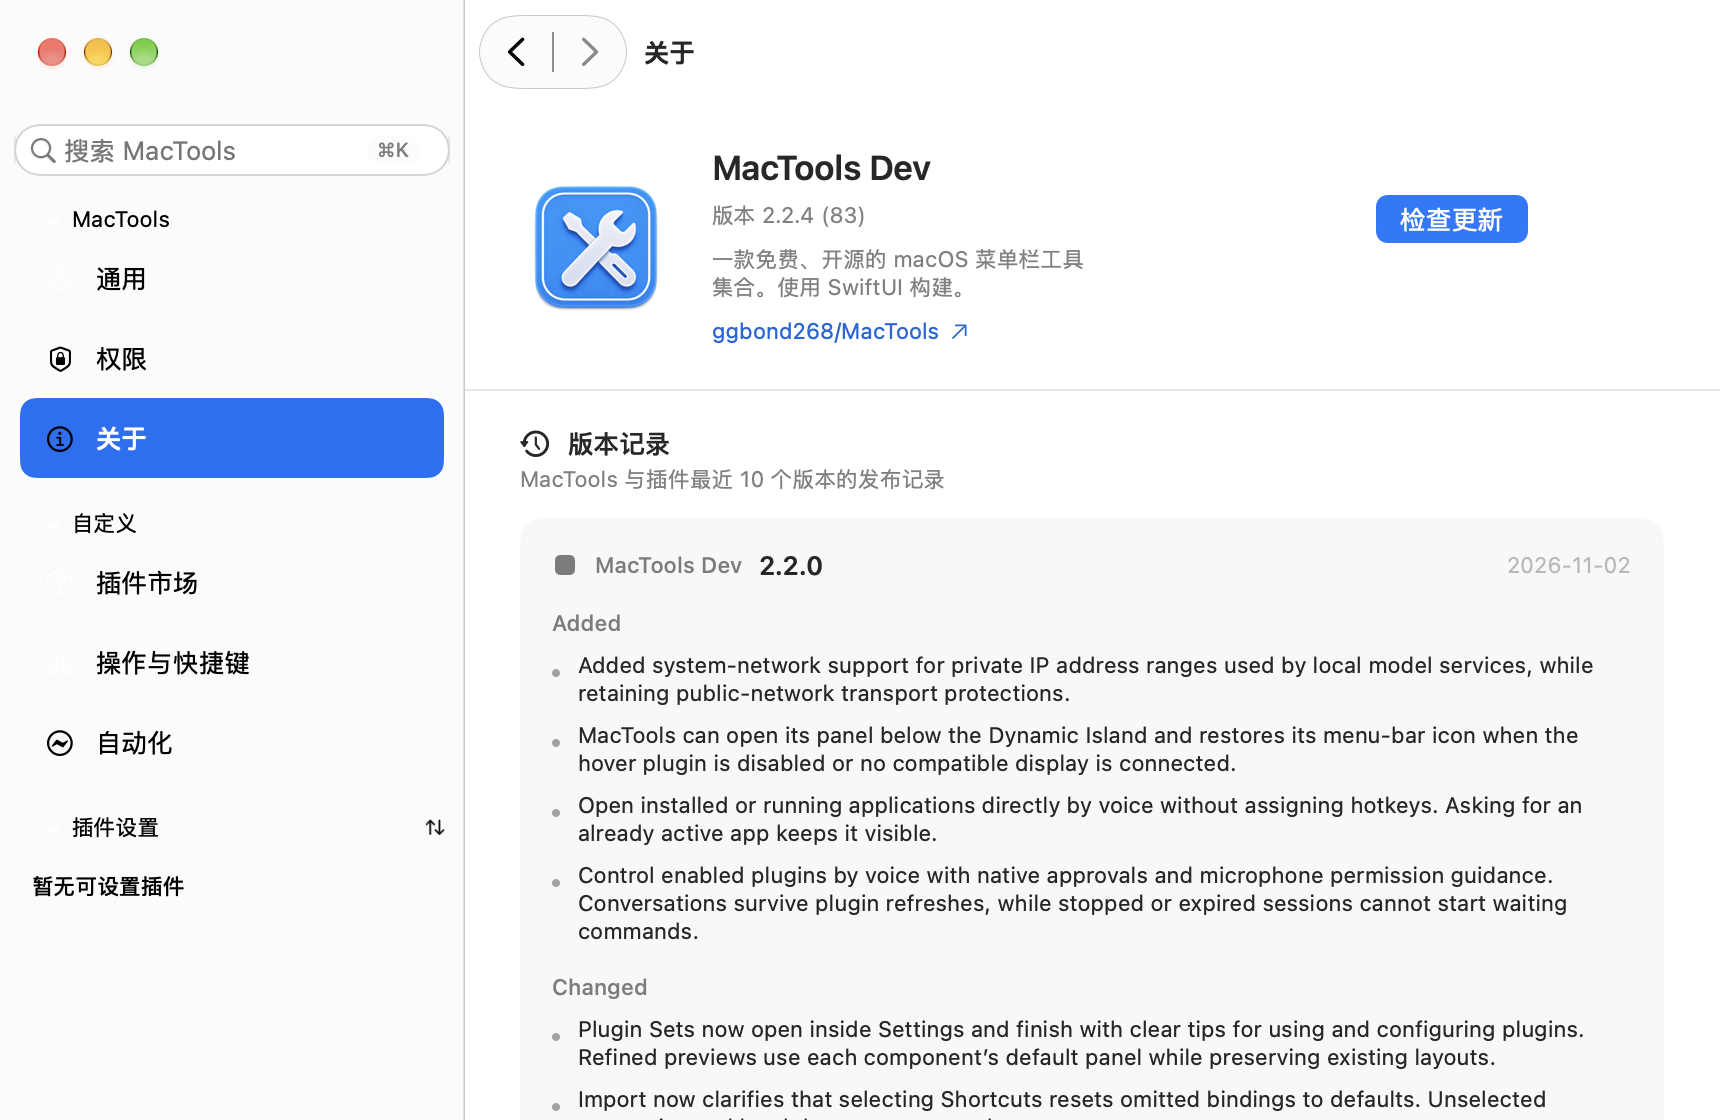 关于
搜索 MacTools ⌘K
MacTools
通用
权限
关于
自定义
插件市场
操作与快捷键
自动化
插件设置
暂无可设置插件
MacTools Dev
版本 2.2.4 (83)
一款免费、开源的 macOS 菜单栏工具
集合。使用 SwiftUI 构建。
ggbond268/MacTools
检查更新
版本记录
MacTools 与插件最近 10 个版本的发布记录
MacTools Dev 2.2.0 2026-11-02
Added
Added system-network support for private IP address ranges used by local model services, while
retaining public-network transport protections.
MacTools can open its panel below the Dynamic Island and restores its menu-bar icon when the
hover plugin is disabled or no compatible display is connected.
Open installed or running applications directly by voice without assigning hotkeys. Asking for an
already active app keeps it visible.
Control enabled plugins by voice with native approvals and microphone permission guidance.
Conversations survive plugin refreshes, while stopped or expired sessions cannot start waiting
commands.
Changed
Plugin Sets now open inside Settings and finish with clear tips for using and configuring plugins.
Refined previews use each component’s default panel while preserving existing layouts.
Import now clarifies that selecting Shortcuts resets omitted bindings to defaults. Unselected